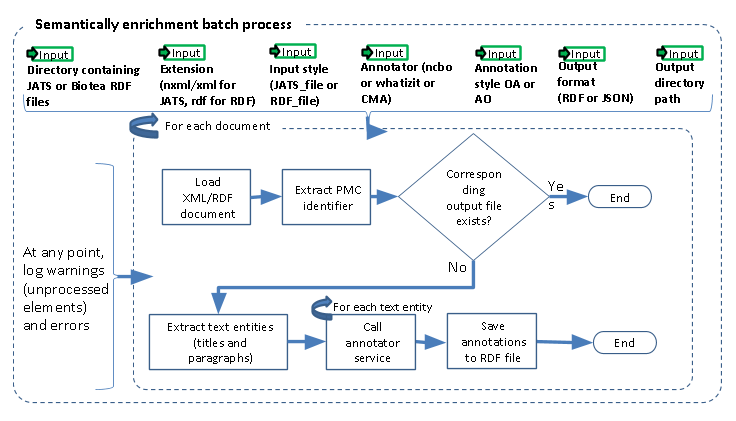 Semantically enrichment batch process
Input
Input
Input
Input
Input
Input
Input
Directory containing
JATS or Biotea RDF
files
Extension
(nxml/xml for
JATS, rdf for RDF)
Input style
(JATS_file or
RDF_file)
Annotator (ncbo
or whatizit or
CMA)
Annotation
style OA or
AO
Output
format
(RDF or JSON)
Output
directory
path
For each document
Load
XML/RDF
document
Extract PMC
identifier
Correspon
ding
output file
exists?
Ye
s
End
No
At any point,
log warnings
(unprocessed
elements)
and errors
For each text entity
Extract text entities
(titles and
paragraphs)
Call
annotator
service
Save
annotations
to RDF file
End